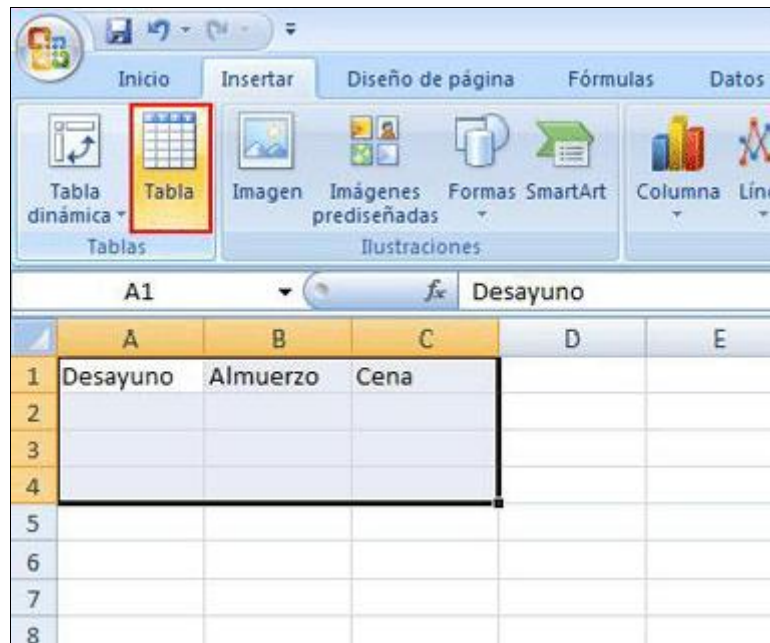 Inicio Insertar Diseño de página Fórmulas Datos
Tabla dinámica Tabla Imagen Imágenes prediseñadas Formas SmartArt Columna
Tablas Ilustraciones
A1 fx Desayuno
A B C D E
1 Desayuno Almuerzo Cena
2
3
4
5
6
7
8